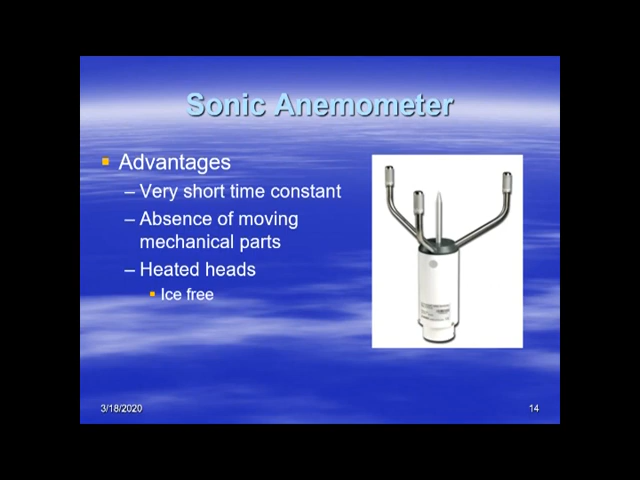 Sonic Anemometer
▪ Advantages
– Very short time constant
– Absence of moving
mechanical parts
– Heated heads
▪ Ice free
3/18/2020
14